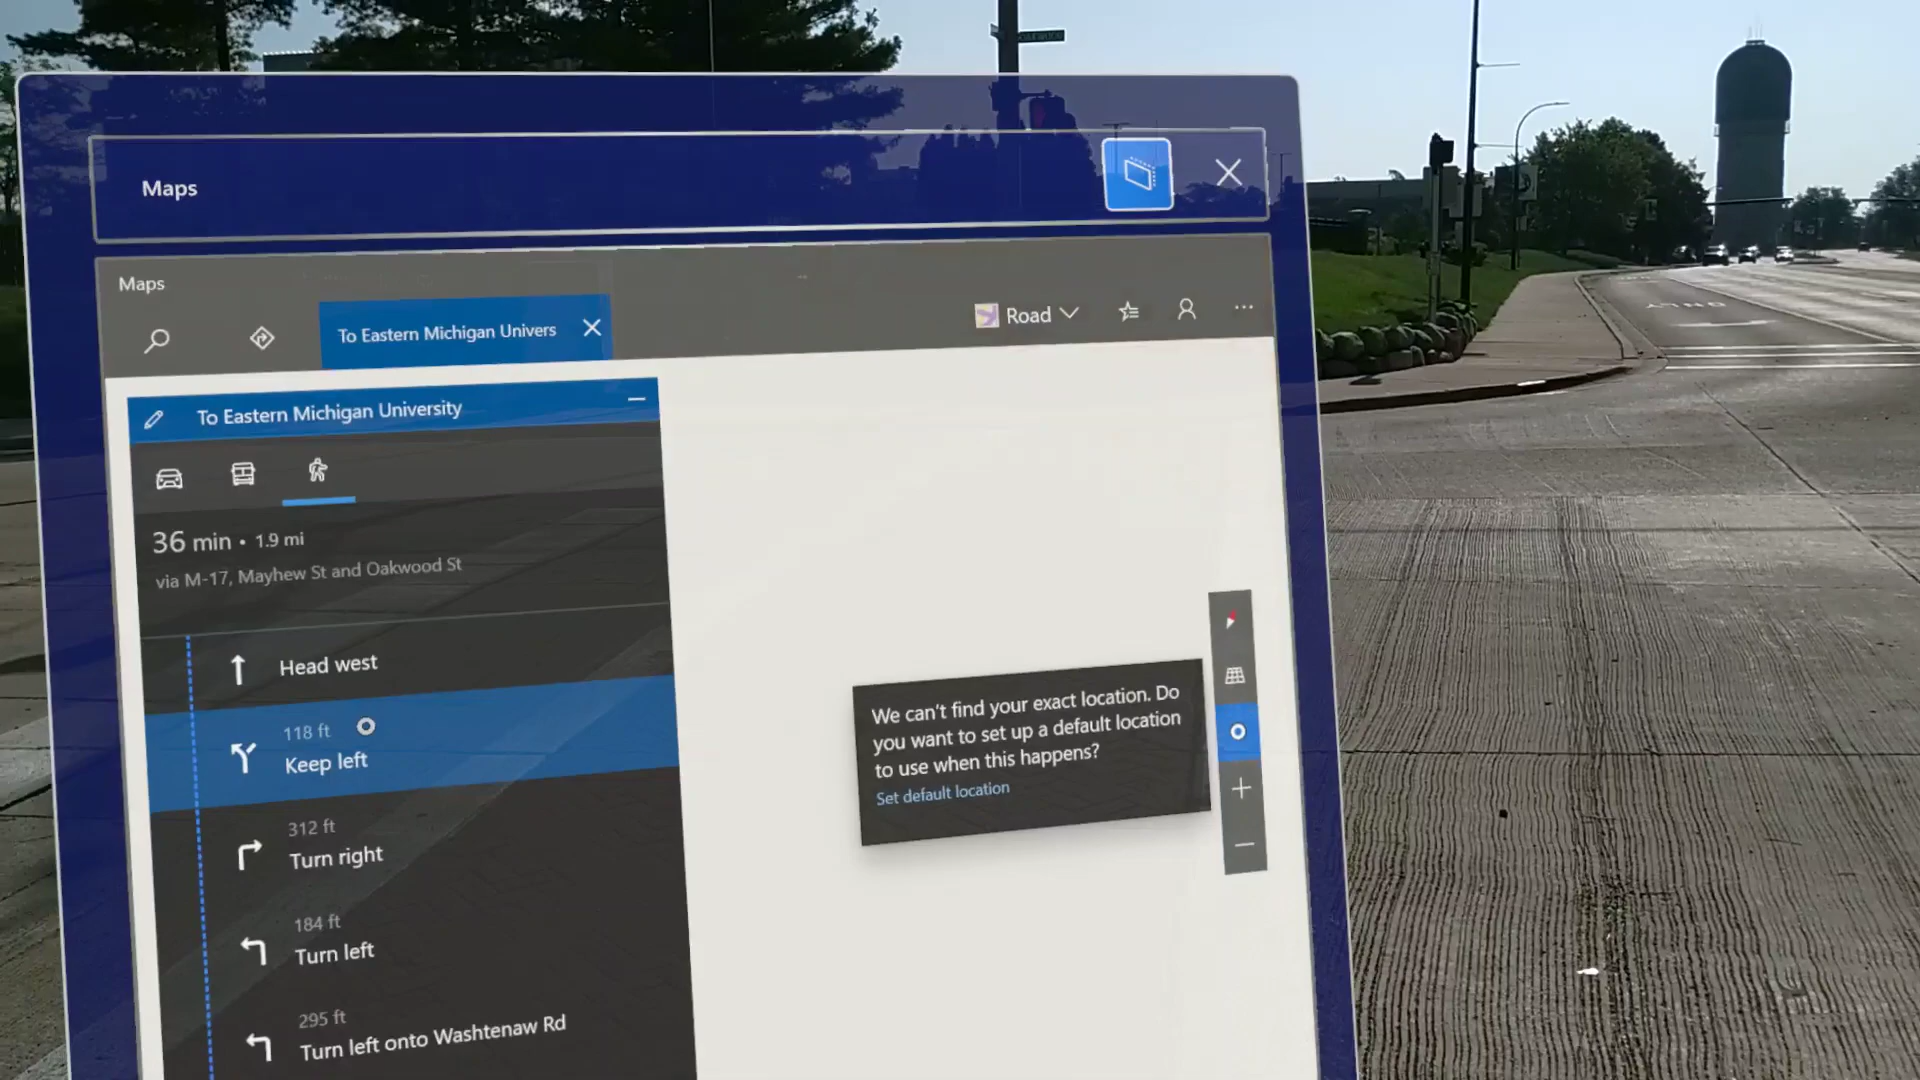 Maps
Maps
To Eastern Michigan Univers
Road
To Eastern Michigan University
36 min • 1.9 mi
via M-17, Mayhew St and Oakwood St
Head west
118 ft
Keep left
312 ft
Turn right
184 ft
Turn left
295 ft
Turn left onto Washtenaw Rd
We can't find your exact location. Do
you want to set up a default location
to use when this happens?
Set default location
ONLY